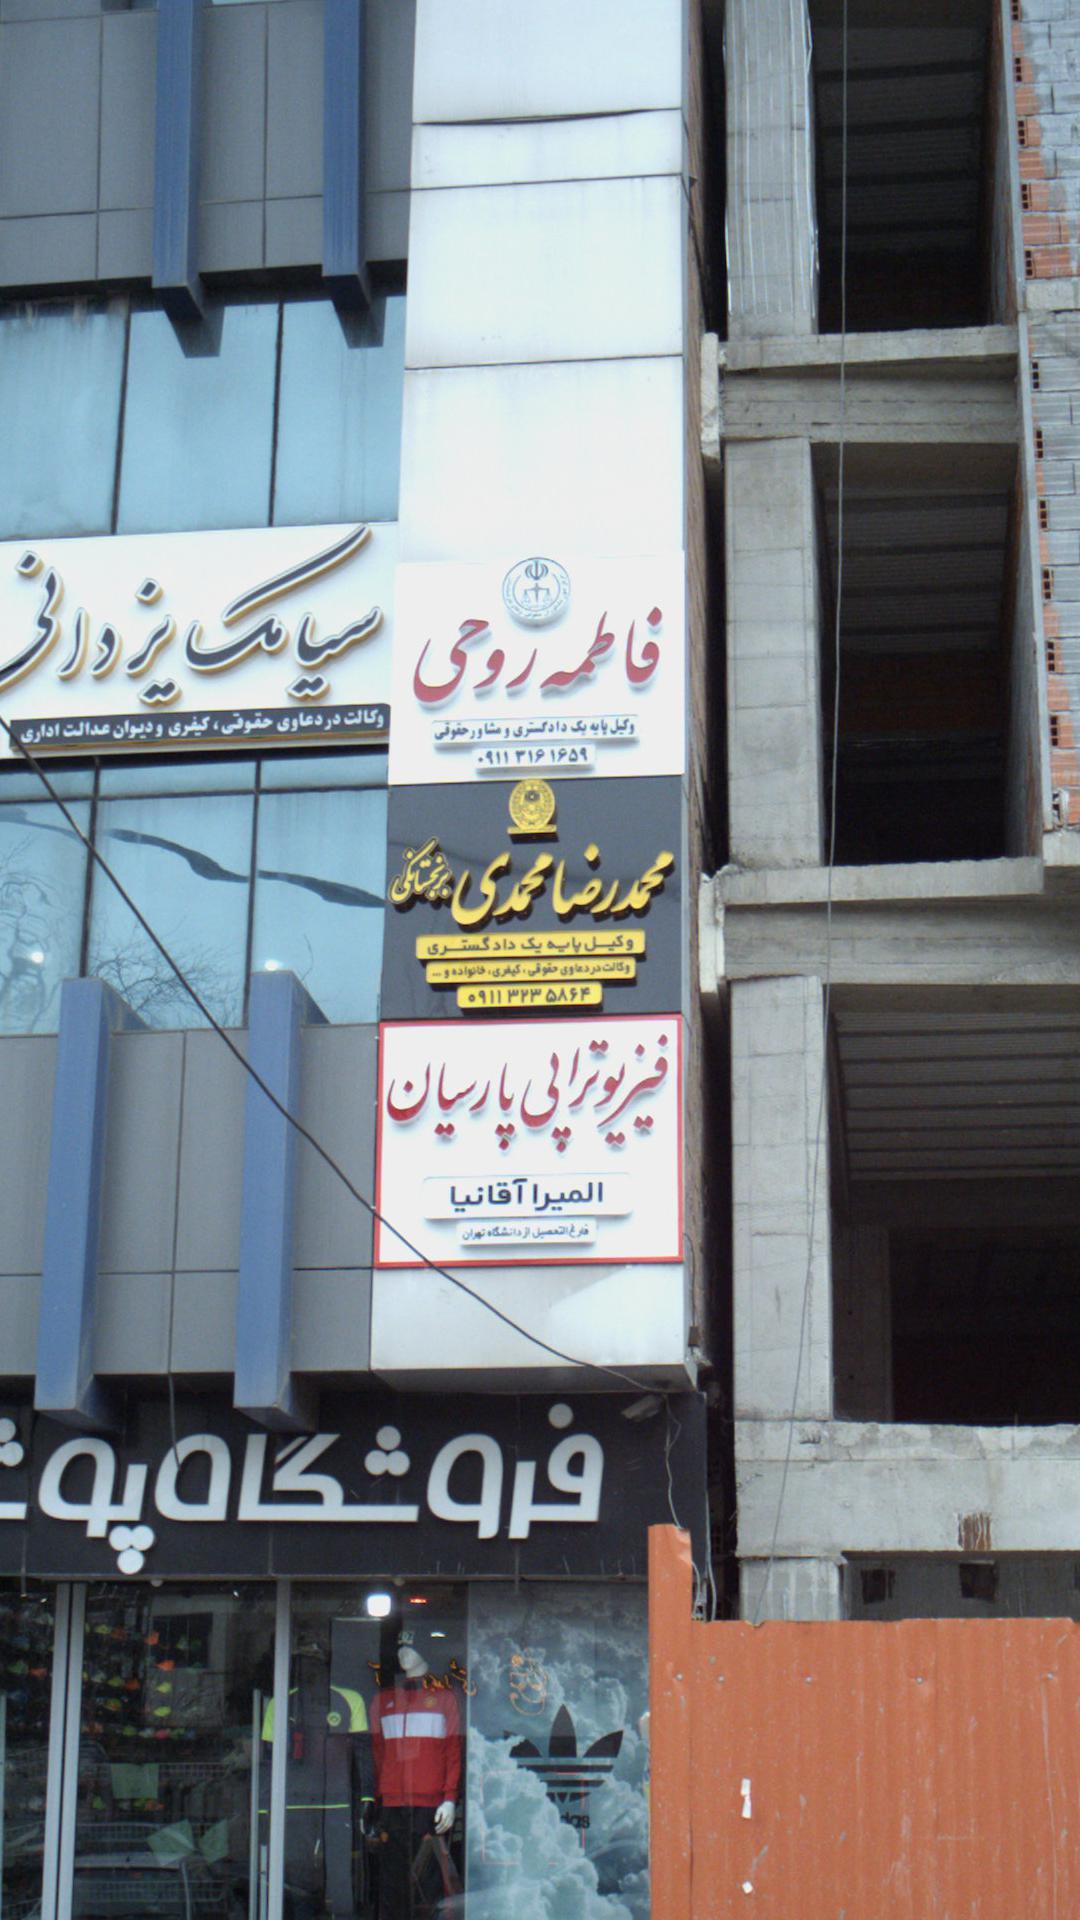 سیامک یزدانی
وکالت در دعاوی حقوقی، کیفری و دیوان عدالت اداری
فاطمه روحی
وکیل پایه یک دادگستری و مشاور حقوقی
۰۹۱۱ ۳۱۶ ۱۶۵۹
محمدرضا محمدی برنجستانکی
وکیل پایه یک دادگستری
وکالت در دعاوی حقوقی، کیفری، خانواده و ...
۰۹۱۱ ۳۲۳ ۵۸۶۴
فیزیوتراپی پارسیان
المیرا آقانیا
فارغ التحصیل از دانشگاه تهران
فروشگاه